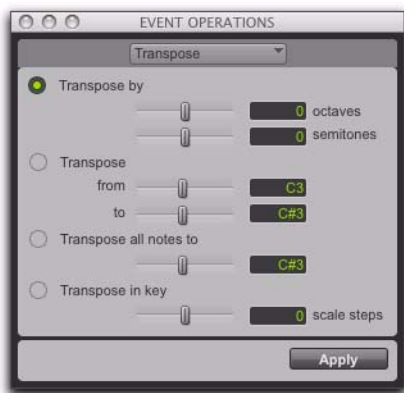 EVENT OPERATIONS
Transpose
Transpose by
0 octaves
0 semitones
Transpose
from C3
to C#3
Transpose all notes to
C#3
Transpose in key
0 scale steps
Apply